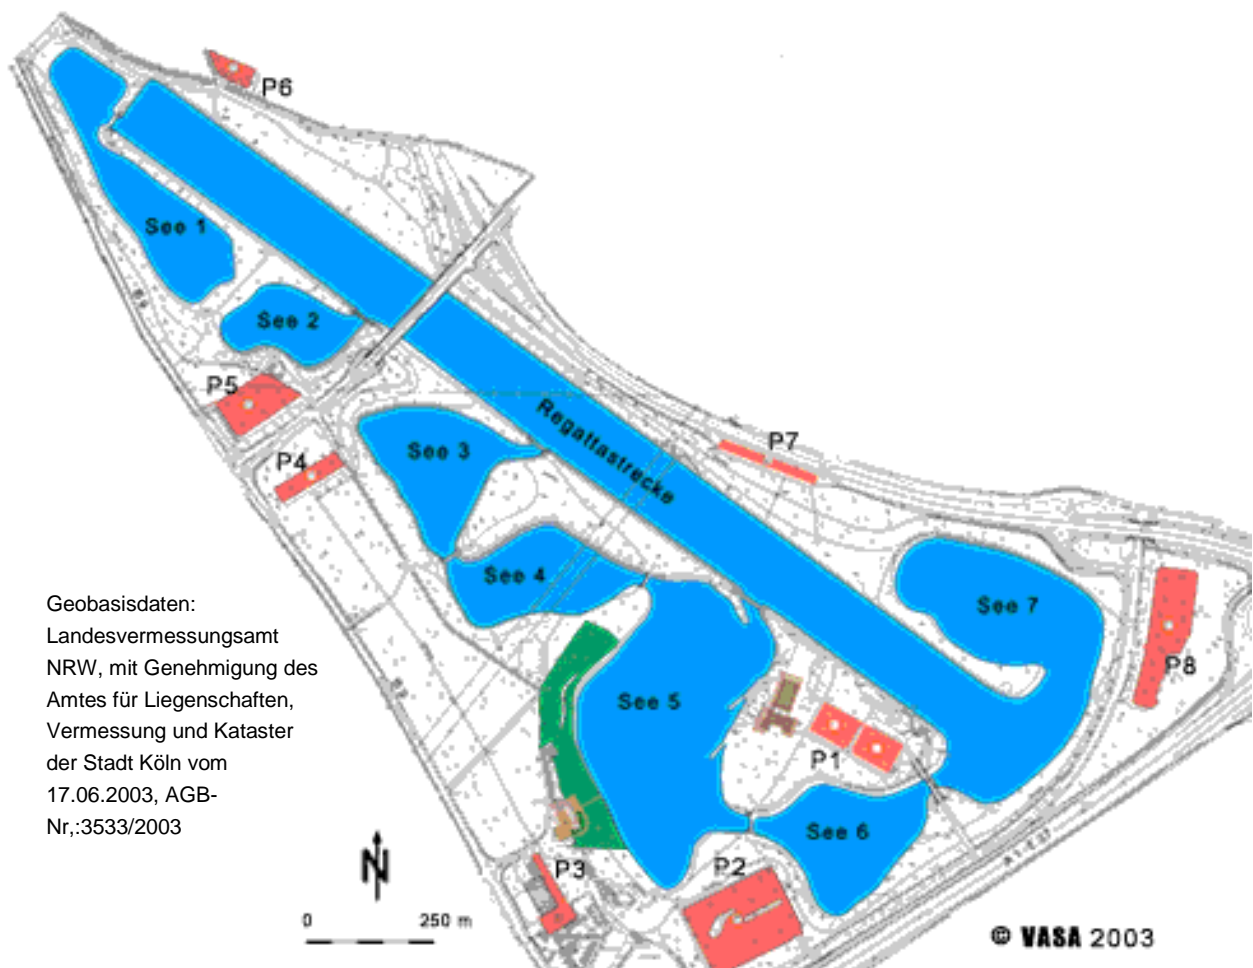 P6
See 1
See 2
P5
Regattastrecke
P7
See 3
P4
See 4
See 7
Geobasisdaten:
Landesvermessungsamt
NRW, mit Genehmigung des
Amtes für Liegenschaften,
Vermessung und Kataster
der Stadt Köln vom
17.06.2003, AGB-
Nr,:3533/2003
P8
See 5
P1
See 6
P3
P2
N
0 250 m
© VASA 2003